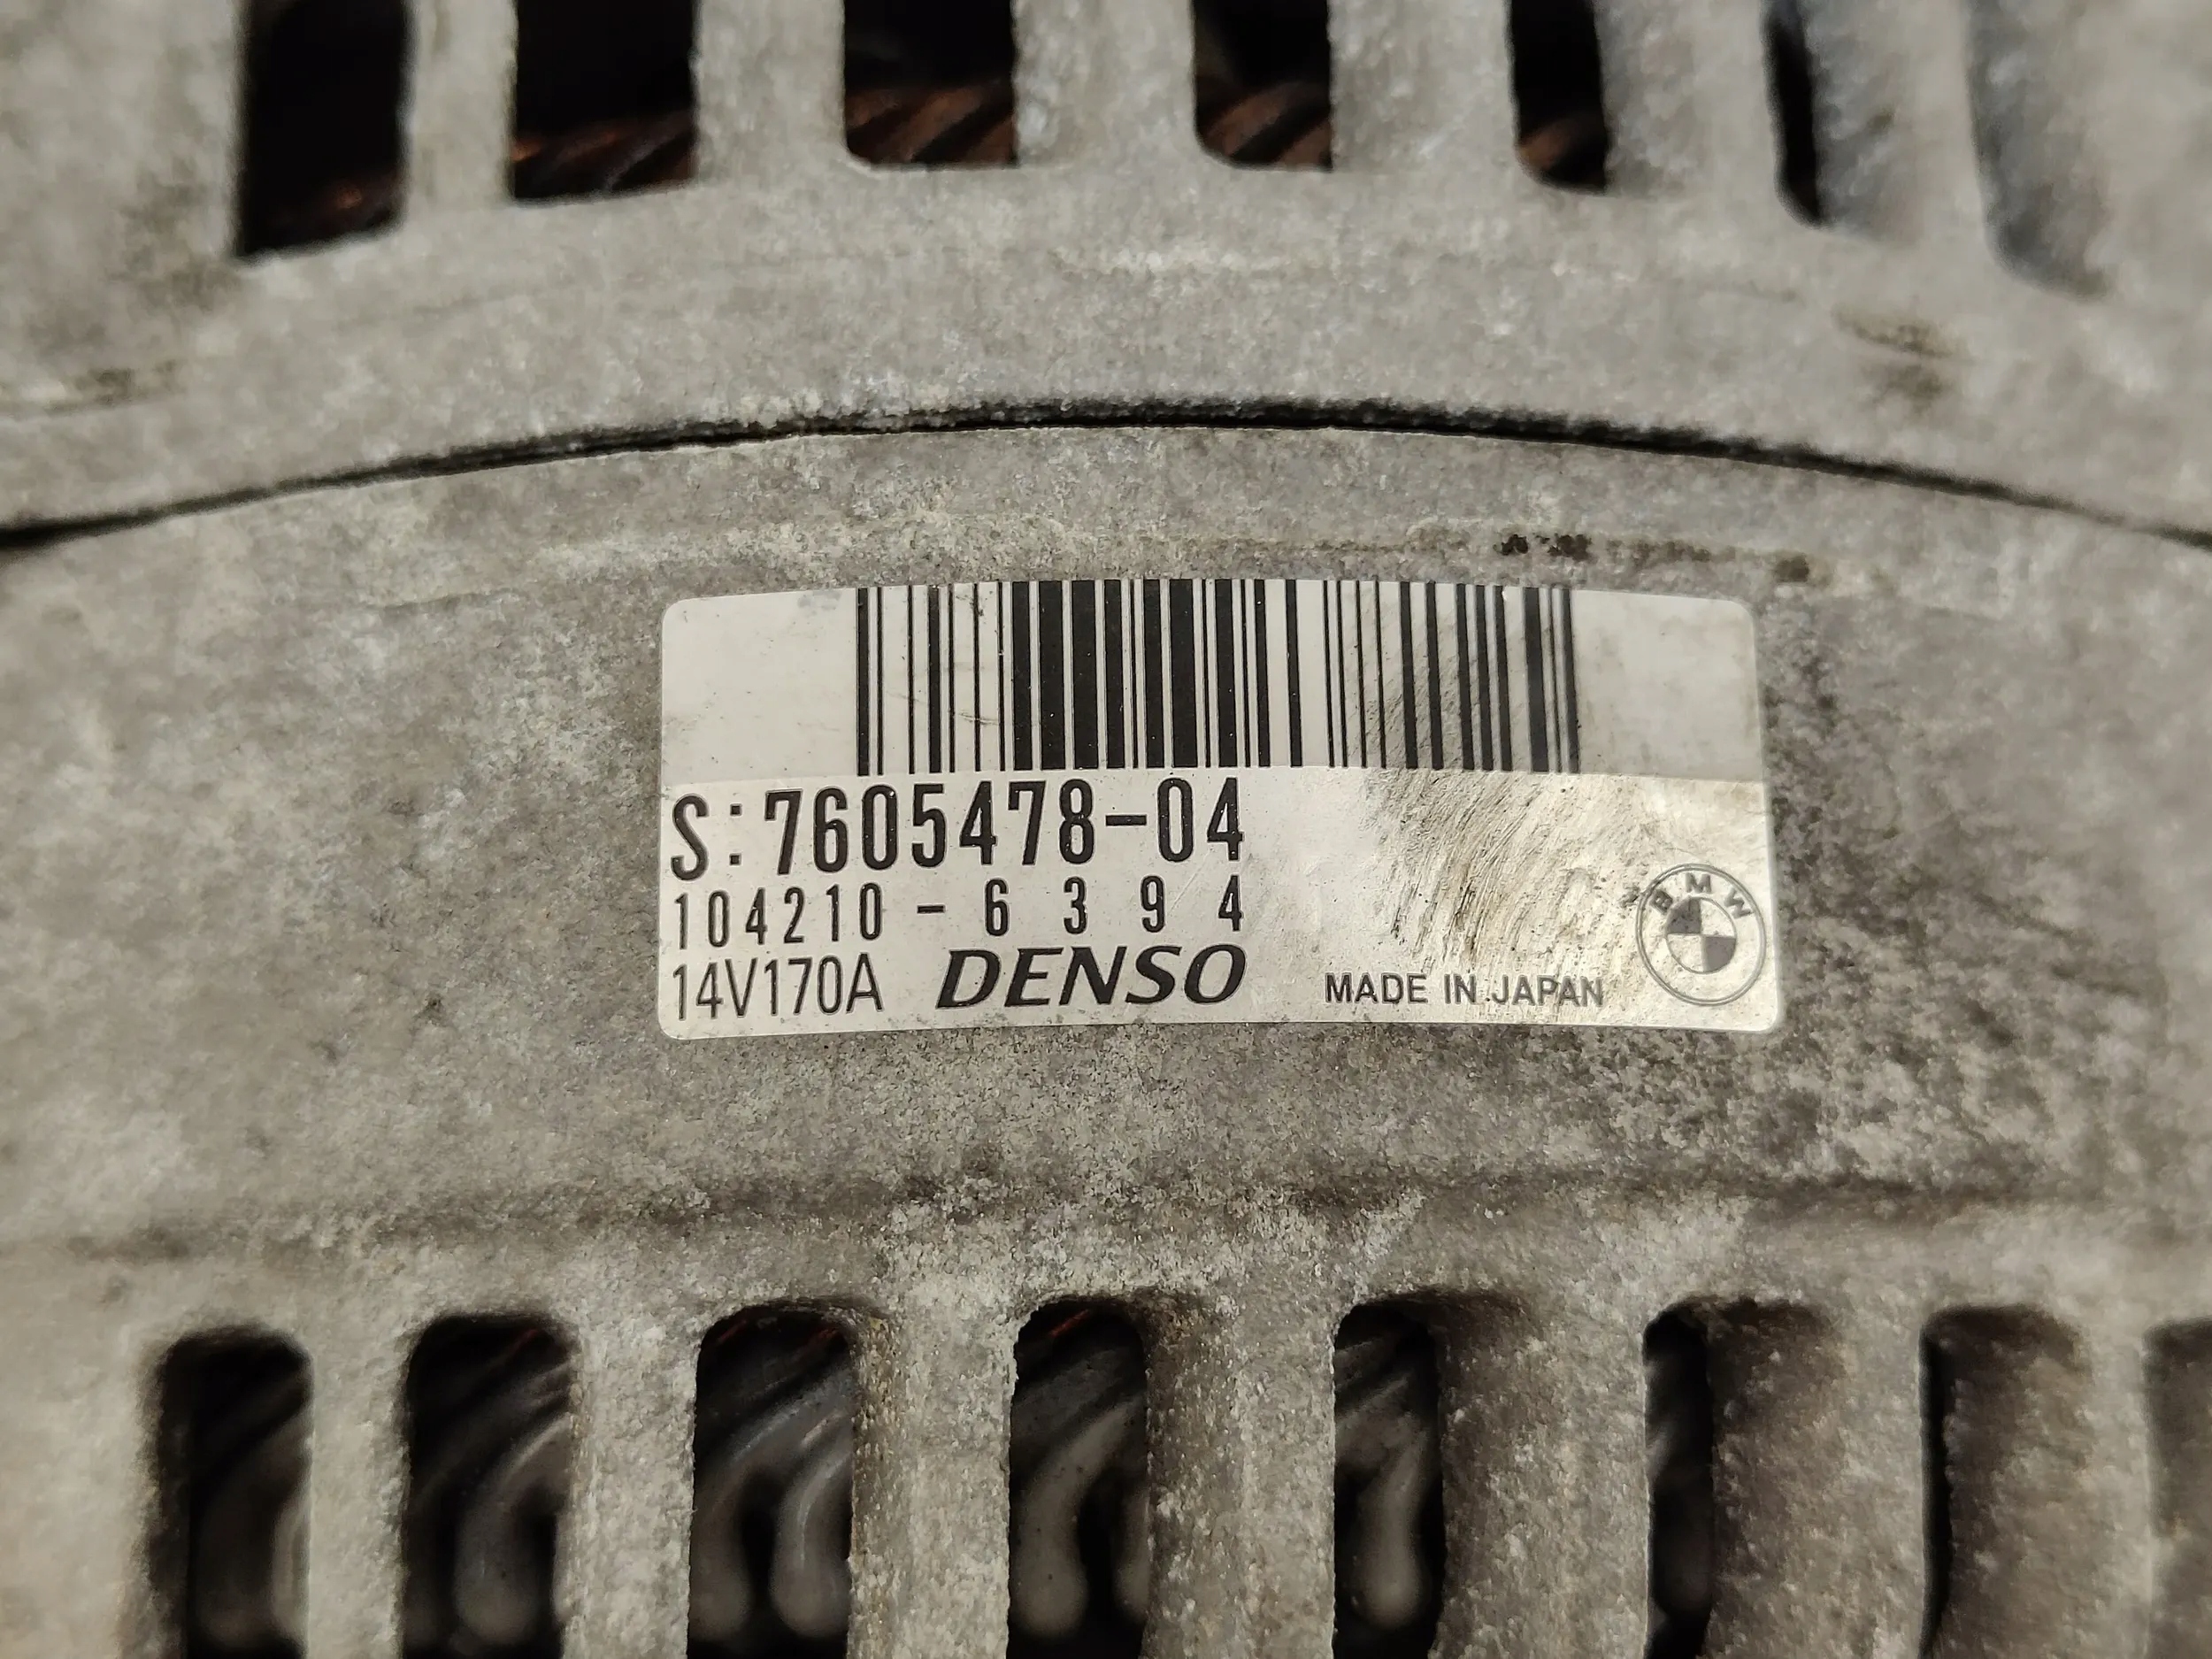 S:7605478-04
104210-6394
14V170A DENSO MADE IN JAPAN
BMW